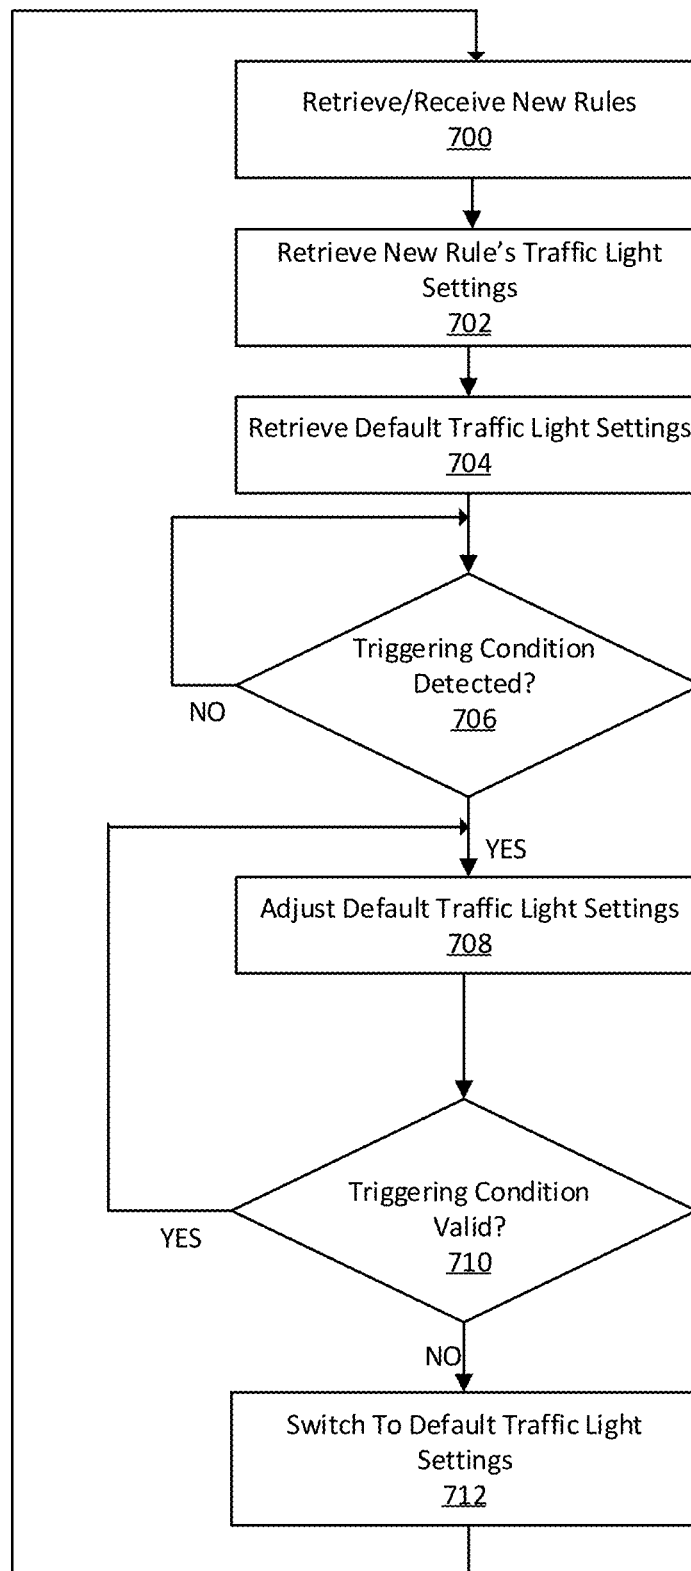 Retrieve/Receive New Rules
700
Retrieve New Rule's Traffic Light
Settings
702
Retrieve Default Traffic Light Settings
704
Triggering Condition
Detected?
706
NO
YES
Adjust Default Traffic Light Settings
708
Triggering Condition
Valid?
710
YES
NO
Switch To Default Traffic Light
Settings
712